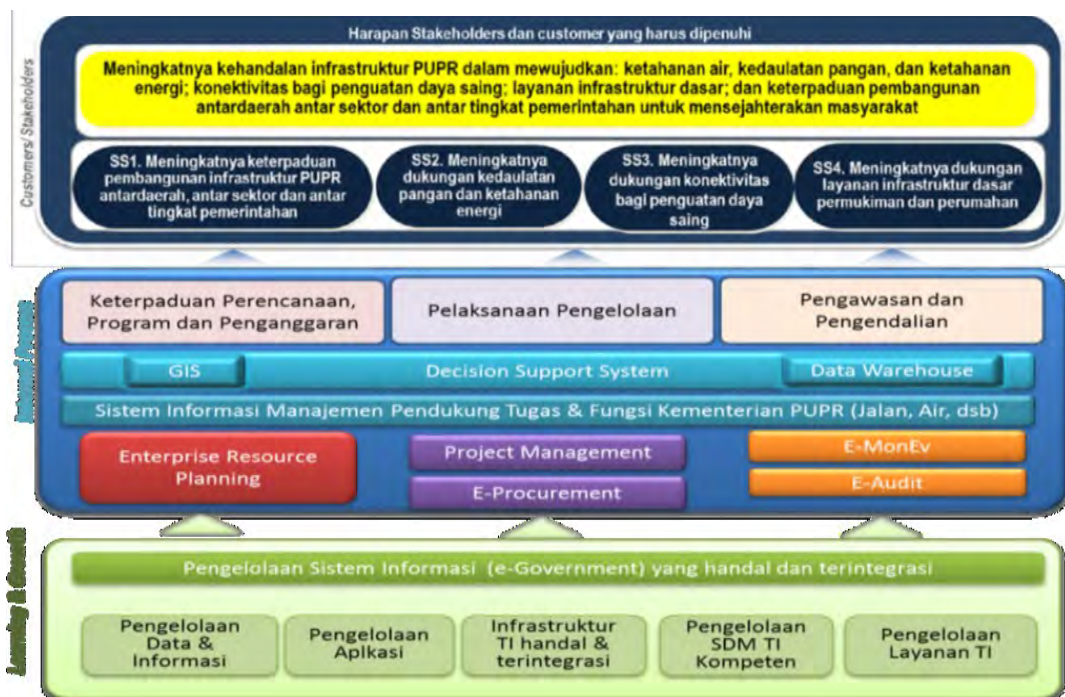 Harapan Stakeholders dan customer yang harus dipenuhi
Customers/ Stakeholders
Meningkatnya kehandalan infrastruktur PUPR dalam mewujudkan: ketahanan air, kedaulatan pangan, dan ketahanan
energi; konektivitas bagi penguatan daya saing; layanan infrastruktur dasar; dan keterpaduan pembangunan
antardaerah antar sektor dan antar tingkat pemerintahan untuk mensejahterakan masyarakat
SS1. Meningkatnya keterpaduan
pembangunan infrastruktur PUPR
antardaerah, antar sektor dan antar
tingkat pemerintahan
SS2. Meningkatnya
dukungan kedaulatan
pangan dan ketahanan
energi
SS3. Meningkatnya
dukungan konektivitas
bagi penguatan daya
saing
SS4. Meningkatnya dukungan
layanan infrastruktur dasar
permukiman dan perumahan
Keterpaduan Perencanaan,
Program dan Penganggaran
Pelaksanaan Pengelolaan
Pengawasan dan
Pengendalian
GIS
Decision Support System
Data Warehouse
Sistem Informasi Manajemen Pendukung Tugas & Fungsi Kementerian PUPR (Jalan, Air, dsb)
Enterprise Resource
Planning
Project Management
E-Procurement
E-MonEv
E-Audit
Learning & Growth
Pengelolaan Sistem Informasi (e-Government) yang handal dan terintegrasi
Pengelolaan
Data &
Informasi
Pengelolaan
Aplkasi
Infrastruktur
TI handal &
terintegrasi
Pengelolaan
SDM TI
Kompeten
Pengelolaan
Layanan TI